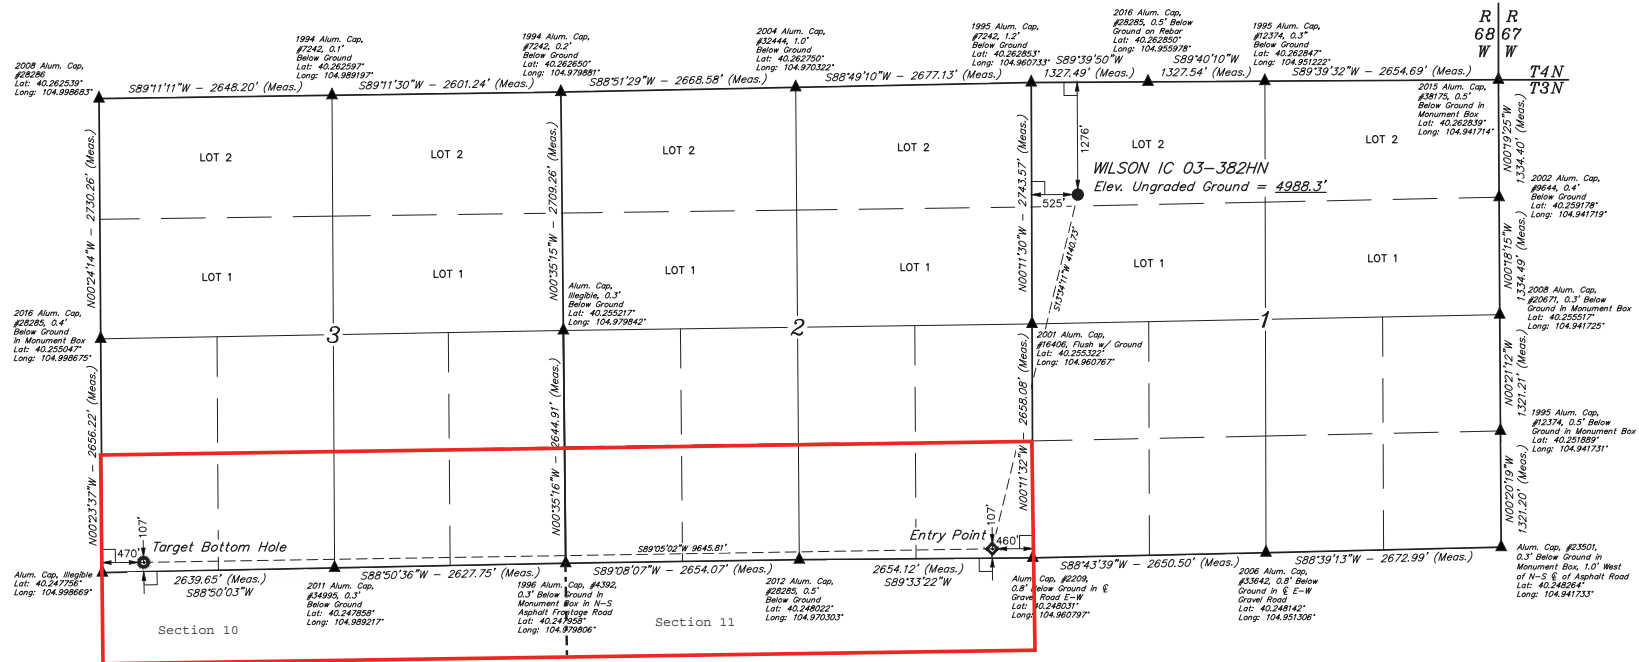 R R
68 67
W W
T4N
T3N
2008 Alum. Cap,
#28286
Lat: 40.262539°
Long: 104.998683°
1994 Alum. Cap,
#7242, 0.1'
Below Ground
Lat: 40.262597°
Long: 104.989197°
1994 Alum. Cap,
#7242, 0.2'
Below Ground
Lat: 40.262650°
Long: 104.979881°
2004 Alum. Cap,
#32444, 1.0'
Below Ground
Lat: 40.262750°
Long: 104.970322°
1995 Alum. Cap,
#7242, 1.2'
Below Ground
Lat: 40.262853°
Long: 104.960733°
2016 Alum. Cap,
#28285, 0.5' Below
Ground on Rebar
Lat: 40.262850°
Long: 104.955978°
1995 Alum. Cap,
#12374, 0.3"
Below Ground
Lat: 40.262847°
Long: 104.951222°
2015 Alum. Cap,
#38175, 0.5'
Below Ground in
Monument Box
Lat: 40.262839°
Long: 104.941714°
S89°11'11"W - 2648.20' (Meas.)
S89°11'30"W - 2601.24' (Meas.)
S88°51'29"W - 2668.58' (Meas.)
S88°49'10"W - 2677.13' (Meas.)
S89°39'50"W
1327.49' (Meas.)
S89°40'10"W
1327.54' (Meas.)
S89°39'32"W - 2654.69' (Meas.)
LOT 2
LOT 2
LOT 2
LOT 2
LOT 2
LOT 2
N00°24'14"W - 2730.26' (Meas.)
N00°35'15"W - 2709.26' (Meas.)
N00°11'30"W - 2743.57' (Meas.)
1276'
525'
WILSON IC 03-382HN
Elev. Ungraded Ground = 4988.3'
S13°34'11"W 4140.73'
N00°19'25"W
1334.40' (Meas.)
2002 Alum. Cap,
#9644, 0.4'
Below Ground
Lat: 40.259178°
Long: 104.941719°
LOT 1
LOT 1
LOT 1
LOT 1
LOT 1
LOT 1
N00°18'15"W
1334.49' (Meas.)
2016 Alum. Cap,
#28285, 0.4'
Below Ground
in Monument Box
Lat: 40.255047°
Long: 104.998675°
Alum. Cap,
Illegible, 0.3'
Below Ground
Lat: 40.255217°
Long: 104.979842°
2001 Alum. Cap,
#16406, Flush w/ Ground
Lat: 40.255322°
Long: 104.960767°
2008 Alum. Cap,
#20671, 0.3' Below
Ground in Monument Box
Lat: 40.255517°
Long: 104.941725°
3
2
1
N00°23'37"W - 2656.22' (Meas.)
N00°35'16"W - 2644.91' (Meas.)
N00°11'32"W - 2658.08' (Meas.)
N00°21'12"W
1321.21' (Meas.)
1995 Alum. Cap,
#12374, 0.5' Below
Ground in Monument Box
Lat: 40.251889°
Long: 104.941731°
N00°20'19"W
1321.20' (Meas.)
107'
470'
Target Bottom Hole
S89°05'02"W 9645.81'
Entry Point
107'
460'
2639.65' (Meas.)
S88°50'03"W
S88°50'36"W - 2627.75' (Meas.)
S89°08'07"W - 2654.07' (Meas.)
2654.12' (Meas.)
S89°33'22"W
S88°43'39"W - 2650.50' (Meas.)
S88°39'13"W - 2672.99' (Meas.)
Alum. Cap, Illegible
Lat: 40.247756°
Long: 104.998669°
2011 Alum. Cap,
#34995, 0.3'
Below Ground
Lat: 40.247858°
Long: 104.989217°
1996 Alum. Cap, #4392,
0.3' Below Ground in
Monument Box in N-S
Asphalt Frontage Road
Lat: 40.247958°
Long: 104.979806°
2012 Alum. Cap,
#28285, 0.5'
Below Ground
Lat: 40.248022°
Long: 104.970303°
Alum. Cap, #2209,
0.8' Below Ground in ℄
Gravel Road E-W
Lat: 40.248031°
Long: 104.960797°
2006 Alum. Cap,
#33642, 0.8' Below
Ground in ℄ E-W
Gravel Road
Lat: 40.248142°
Long: 104.951306°
Alum. Cap, #23501,
0.3' Below Ground in
Monument Box, 1.0' West
of N-S ℄ of Asphalt Road
Lat: 40.248264°
Long: 104.941733°
Section 10
Section 11